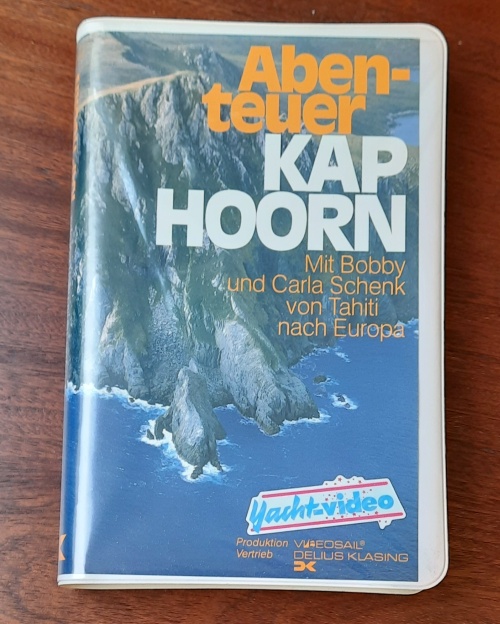 Aben-
teuer
KAP
HOORN
Mit Bobby
und Carla Schenk
von Tahiti
nach Europa
Yacht-video
Produktion VIDEOSAIL®
Vertrieb DELIUS KLASING